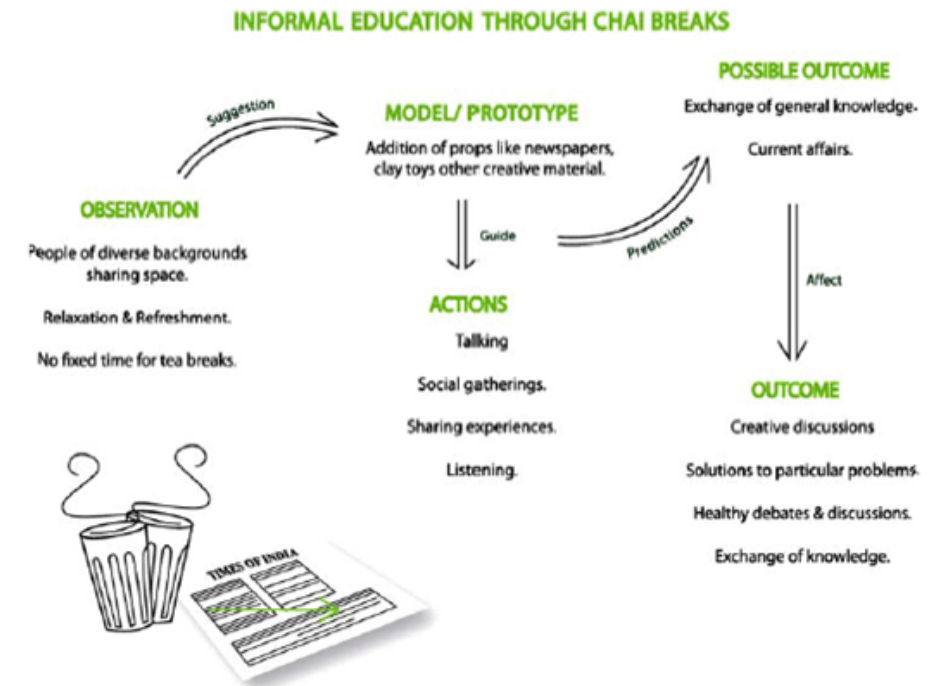 INFORMAL EDUCATION THROUGH CHAI BREAKS
OBSERVATION
People of diverse backgrounds
sharing space.
Relaxation & Refreshment.
No fixed time for tea breaks.
Suggestion
MODEL/ PROTOTYPE
Addition of props like newspapers,
clay toys other creative material.
Guide
Predictions
ACTIONS
Tallking
Social gatherings.
Sharing experiences.
Listening.
POSSIBLE OUTCOME
Exchange of general knowledge.
Current affairs.
Affect
OUTCOME
Creative discussions
Solutions to particular problems.
Healthy debates & discussions.
Exchange of knowledge.
TIMES OF INDIA